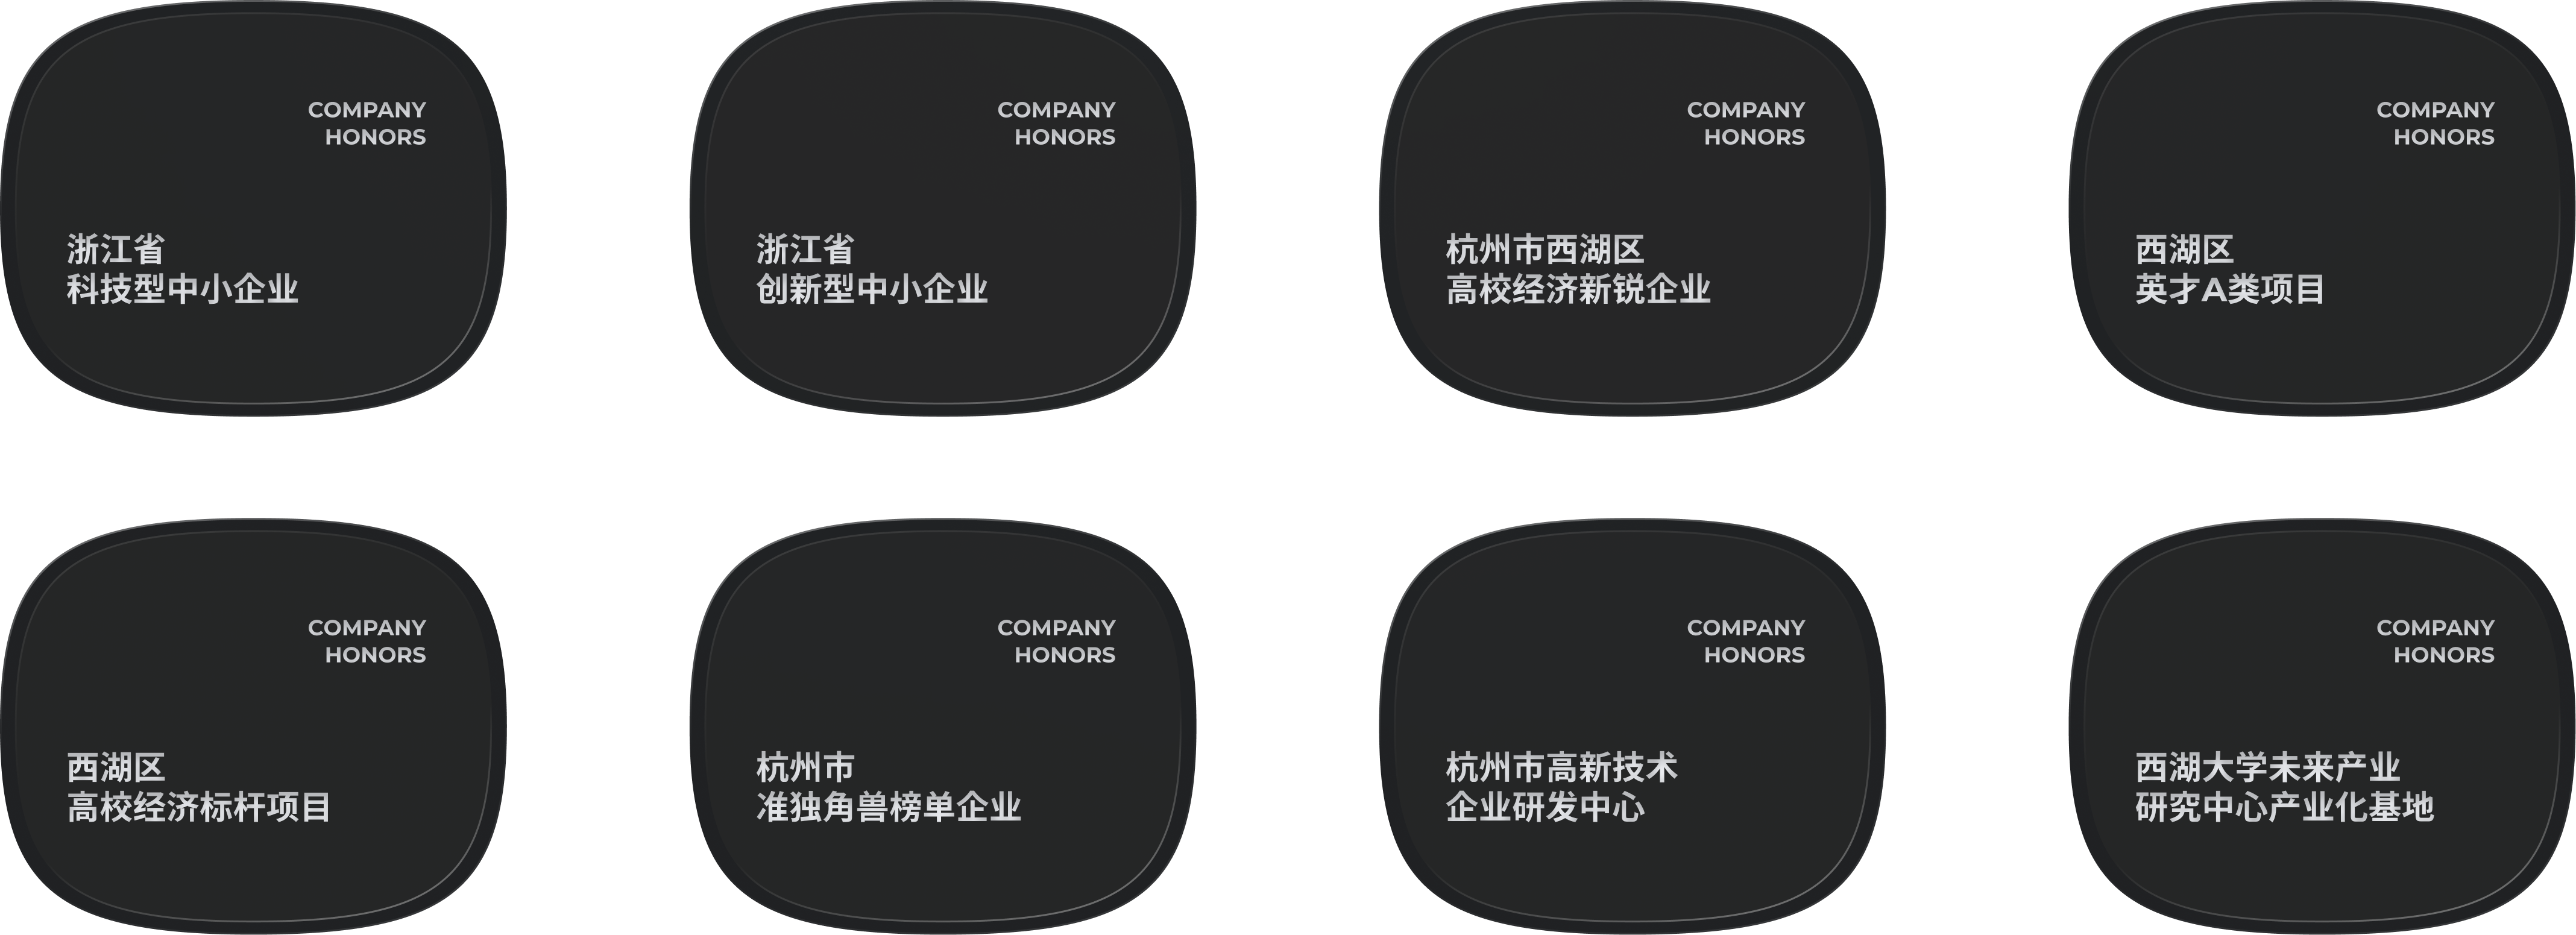 COMPANY
HONORS
浙江省
科技型中小企业
COMPANY
HONORS
浙江省
创新型中小企业
COMPANY
HONORS
杭州市西湖区
高校经济新锐企业
COMPANY
HONORS
西湖区
英才A类项目
COMPANY
HONORS
西湖区
高校经济标杆项目
COMPANY
HONORS
杭州市
准独角兽榜单企业
COMPANY
HONORS
杭州市高新技术
企业研发中心
COMPANY
HONORS
西湖大学未来产业
研究中心产业化基地